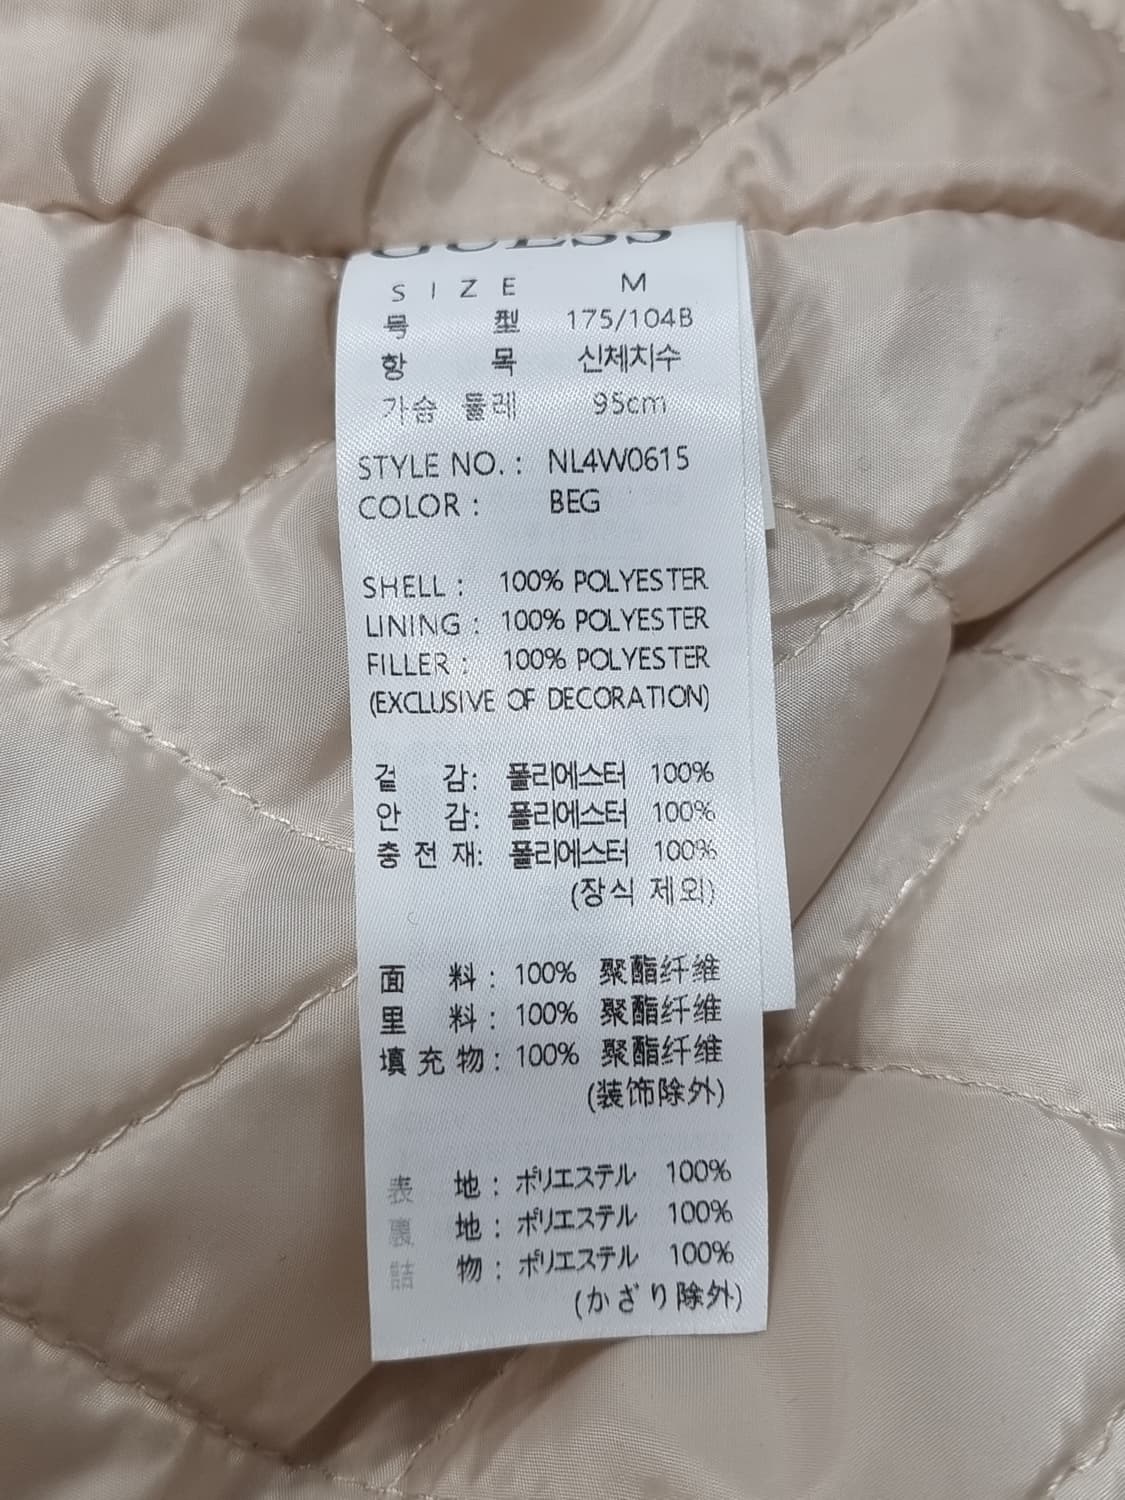 GUESS
SIZE M
号 型 175/104B
항 목 신체치수
가슴 둘레 95cm
STYLE NO. : NL4W0615
COLOR : BEG
SHELL : 100% POLYESTER
LINING : 100% POLYESTER
FILLER : 100% POLYESTER
(EXCLUSIVE OF DECORATION)
겉 감: 폴리에스터 100%
안 감: 폴리에스터 100%
충 전 재: 폴리에스터 100%
(장식 제외)
面 料 : 100% 聚酯纤维
里 料 : 100% 聚酯纤维
填 充 物 : 100% 聚酯纤维
(装饰除外)
表 地 : ポリエステル 100%
裏 地 : ポリエステル 100%
詰 物 : ポリエステル 100%
(かざり除外)